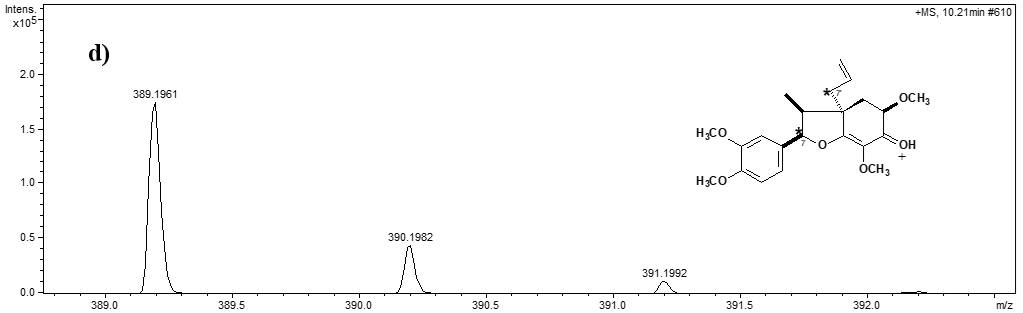 Intens.
x10⁵
+MS, 10.21min #610
d)
2.0
389.1961
*
7
OCH₃
1.5
H₃CO
*
7
O
OH
+
OCH₃
H₃CO
1.0
0.5
390.1982
391.1992
0.0
389.0
389.5
390.0
390.5
391.0
391.5
392.0
m/z